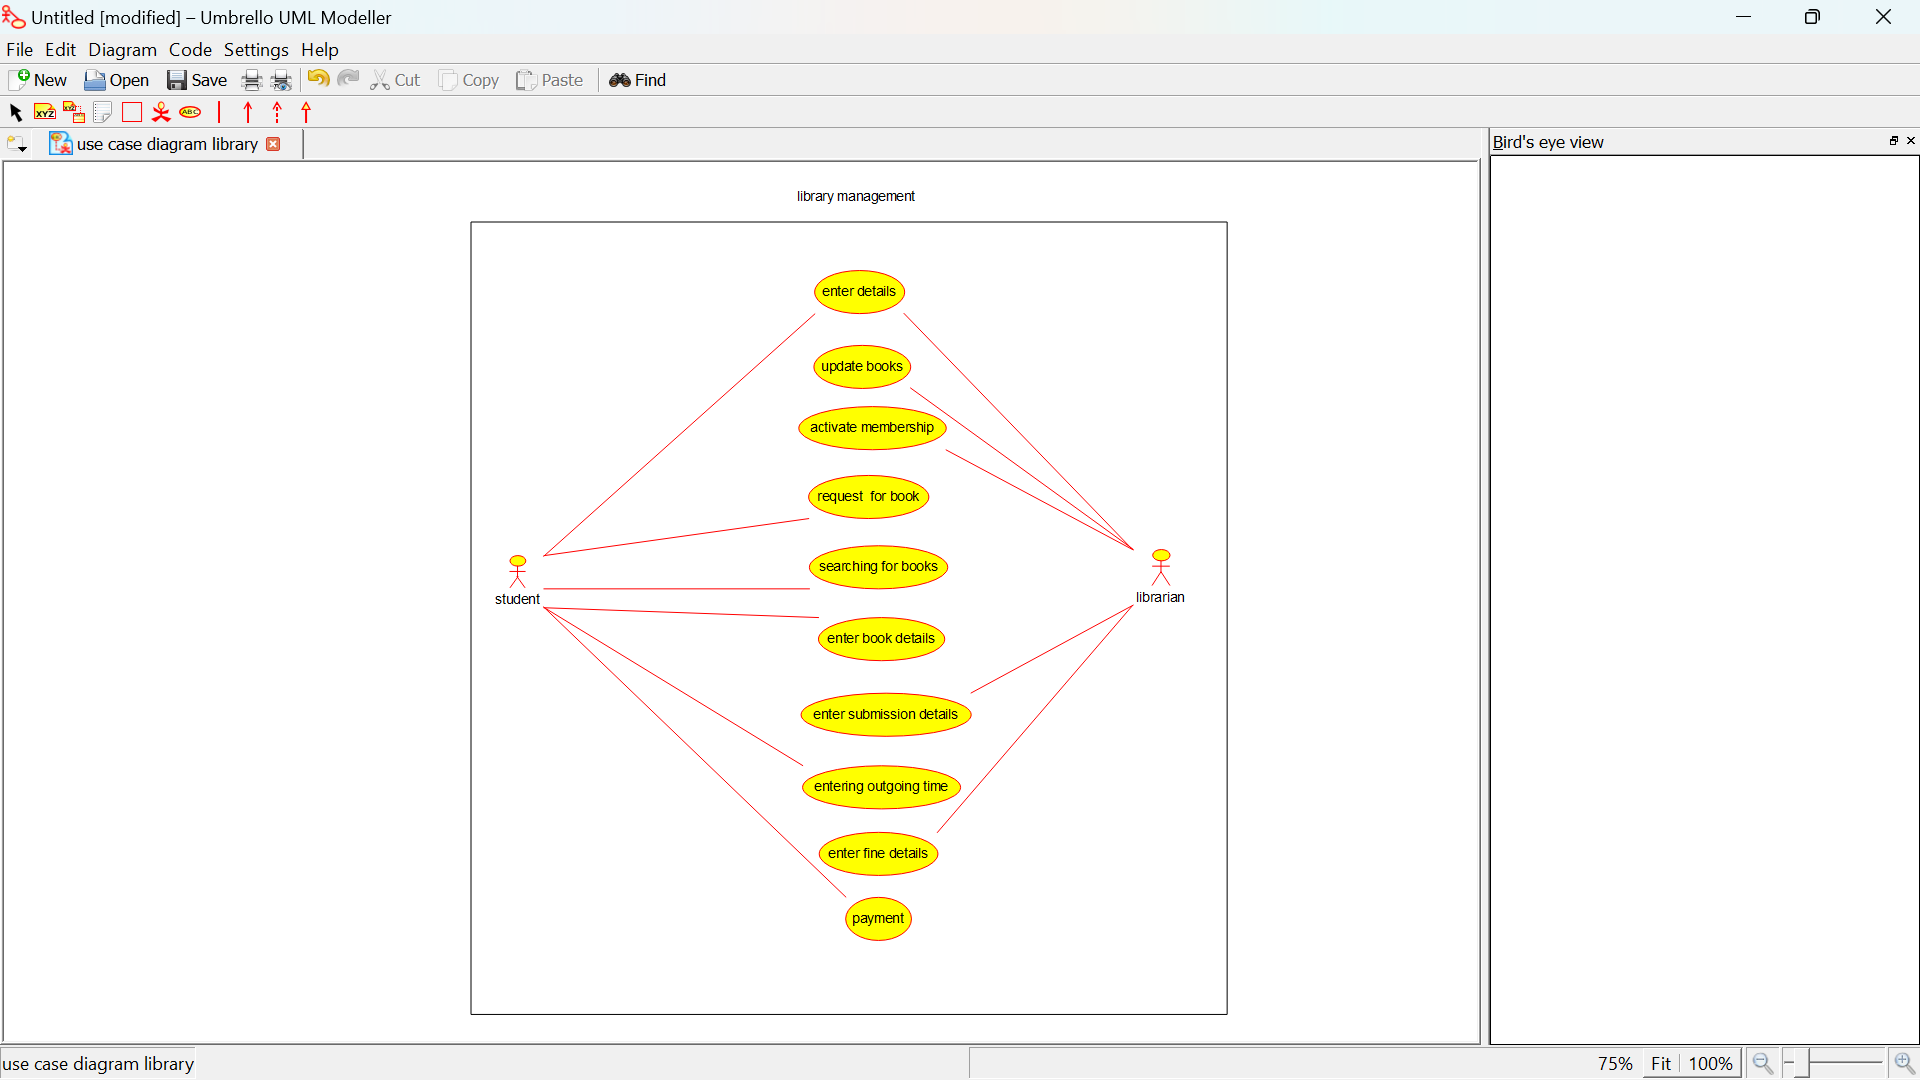 Untitled [modified] – Umbrello UML Modeller
File Edit Diagram Code Settings Help
New Open Save Cut Copy Paste Find
XYZ XYZ ABC
use case diagram library
Bird's eye view
library management
enter details
update books
activate membership
request for book
searching for books
student
librarian
enter book details
enter submission details
entering outgoing time
enter fine details
payment
use case diagram library
75% Fit 100%